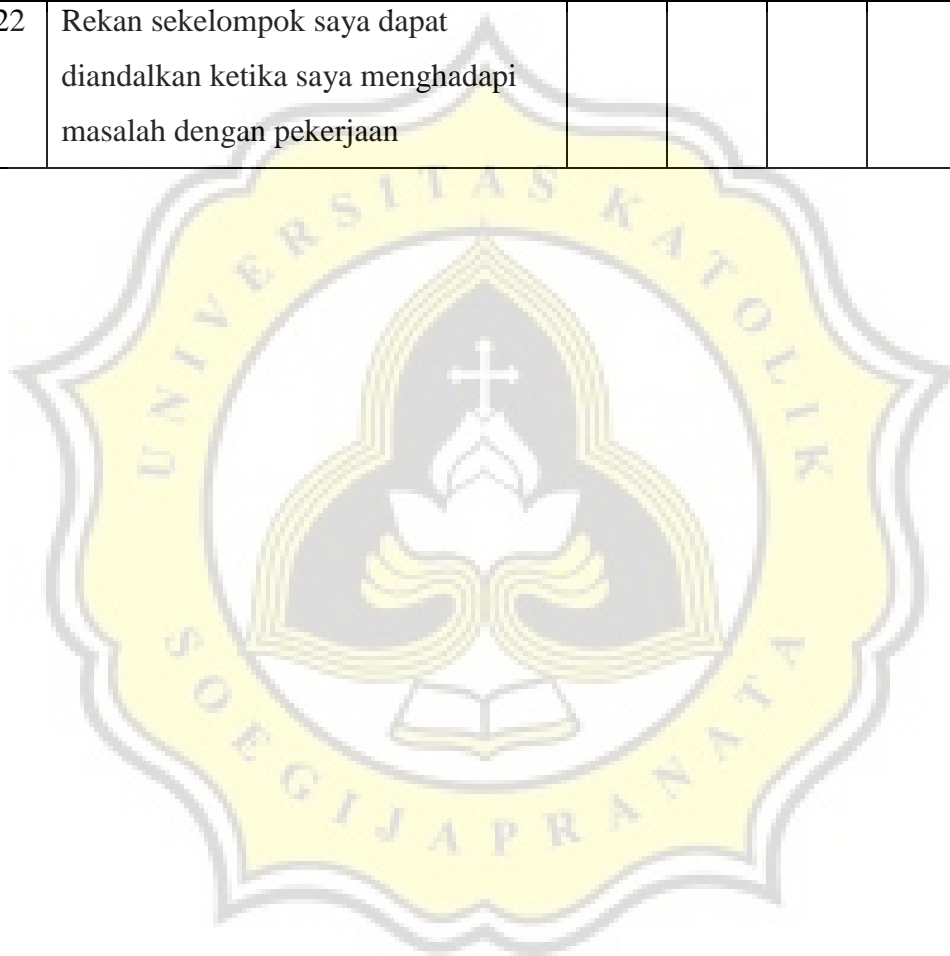 22 Rekan sekelompok saya dapat
diandalkan ketika saya menghadapi
masalah dengan pekerjaan
UNIVERSITAS KATOLIK
SOEGIJAPRANATA